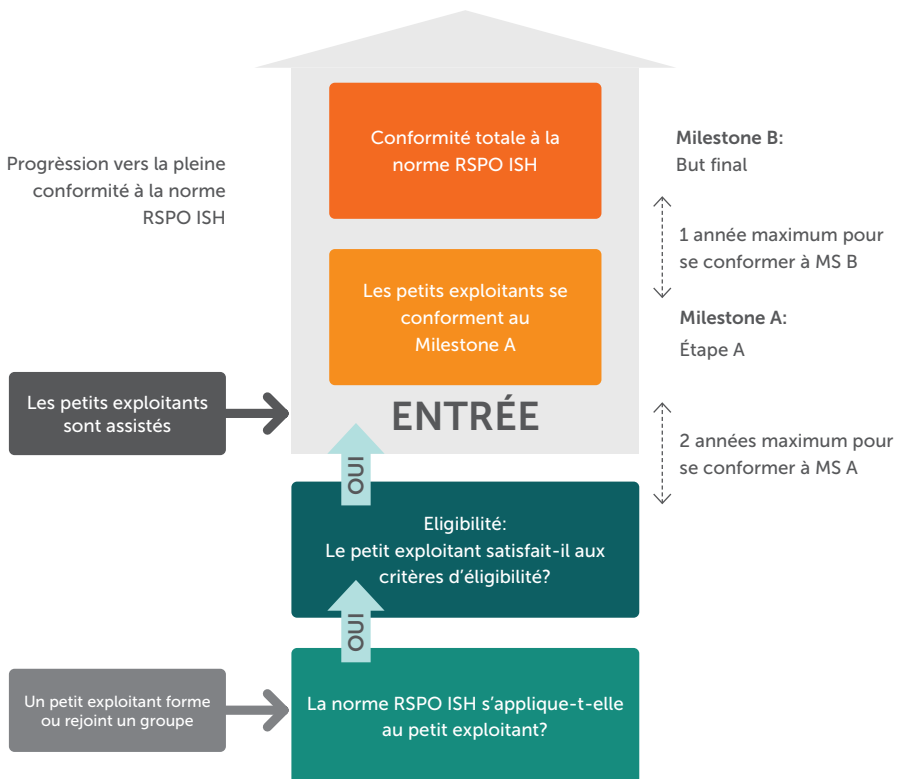 Conformité totale à la
norme RSPO ISH
Milestone B:
But final
Progrèssion vers la pleine
conformité à la norme
RSPO ISH
1 année maximum pour
se conformer à MS B
Les petits exploitants se
conforment au
Milestone A
Milestone A:
Étape A
Les petits exploitants
sont assistés
ENTRÉE
2 années maximum pour
se conformer à MS A
OUI
Eligibilité:
Le petit exploitant satisfait-il aux
critères d’éligibilité?
OUI
Un petit exploitant forme
ou rejoint un groupe
La norme RSPO ISH s’applique-t-elle
au petit exploitant?